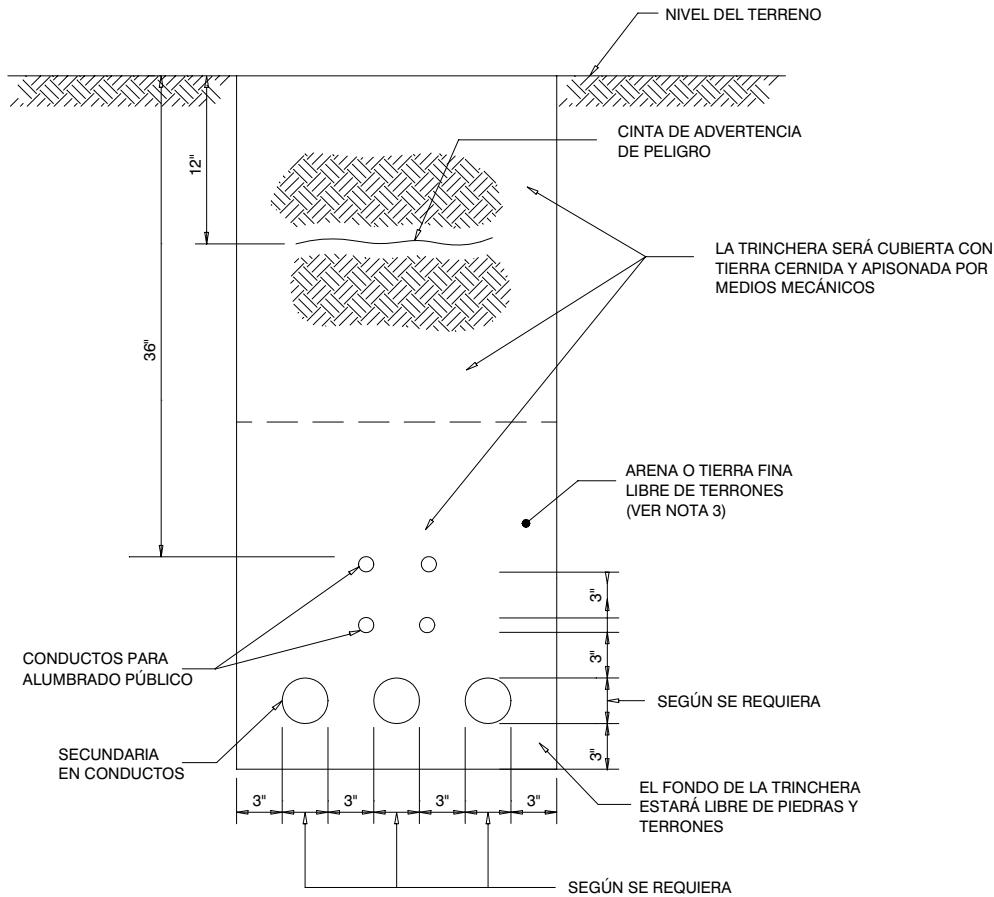 NIVEL DEL TERRENO
12"
CINTA DE ADVERTENCIA
DE PELIGRO
LA TRINCHERA SERÁ CUBIERTA CON
TIERRA CERNIDA Y APISONADA POR
MEDIOS MECÁNICOS
36"
ARENA O TIERRA FINA
LIBRE DE TERRONES
(VER NOTA 3)
3"
3"
CONDUCTOS PARA
ALUMBRADO PÚBLICO
SEGÚN SE REQUIERA
SECUNDARIA
EN CONDUCTOS
3"
EL FONDO DE LA TRINCHERA
ESTARÁ LIBRE DE PIEDRAS Y
TERRONES
3" 3" 3" 3"
SEGÚN SE REQUIERA